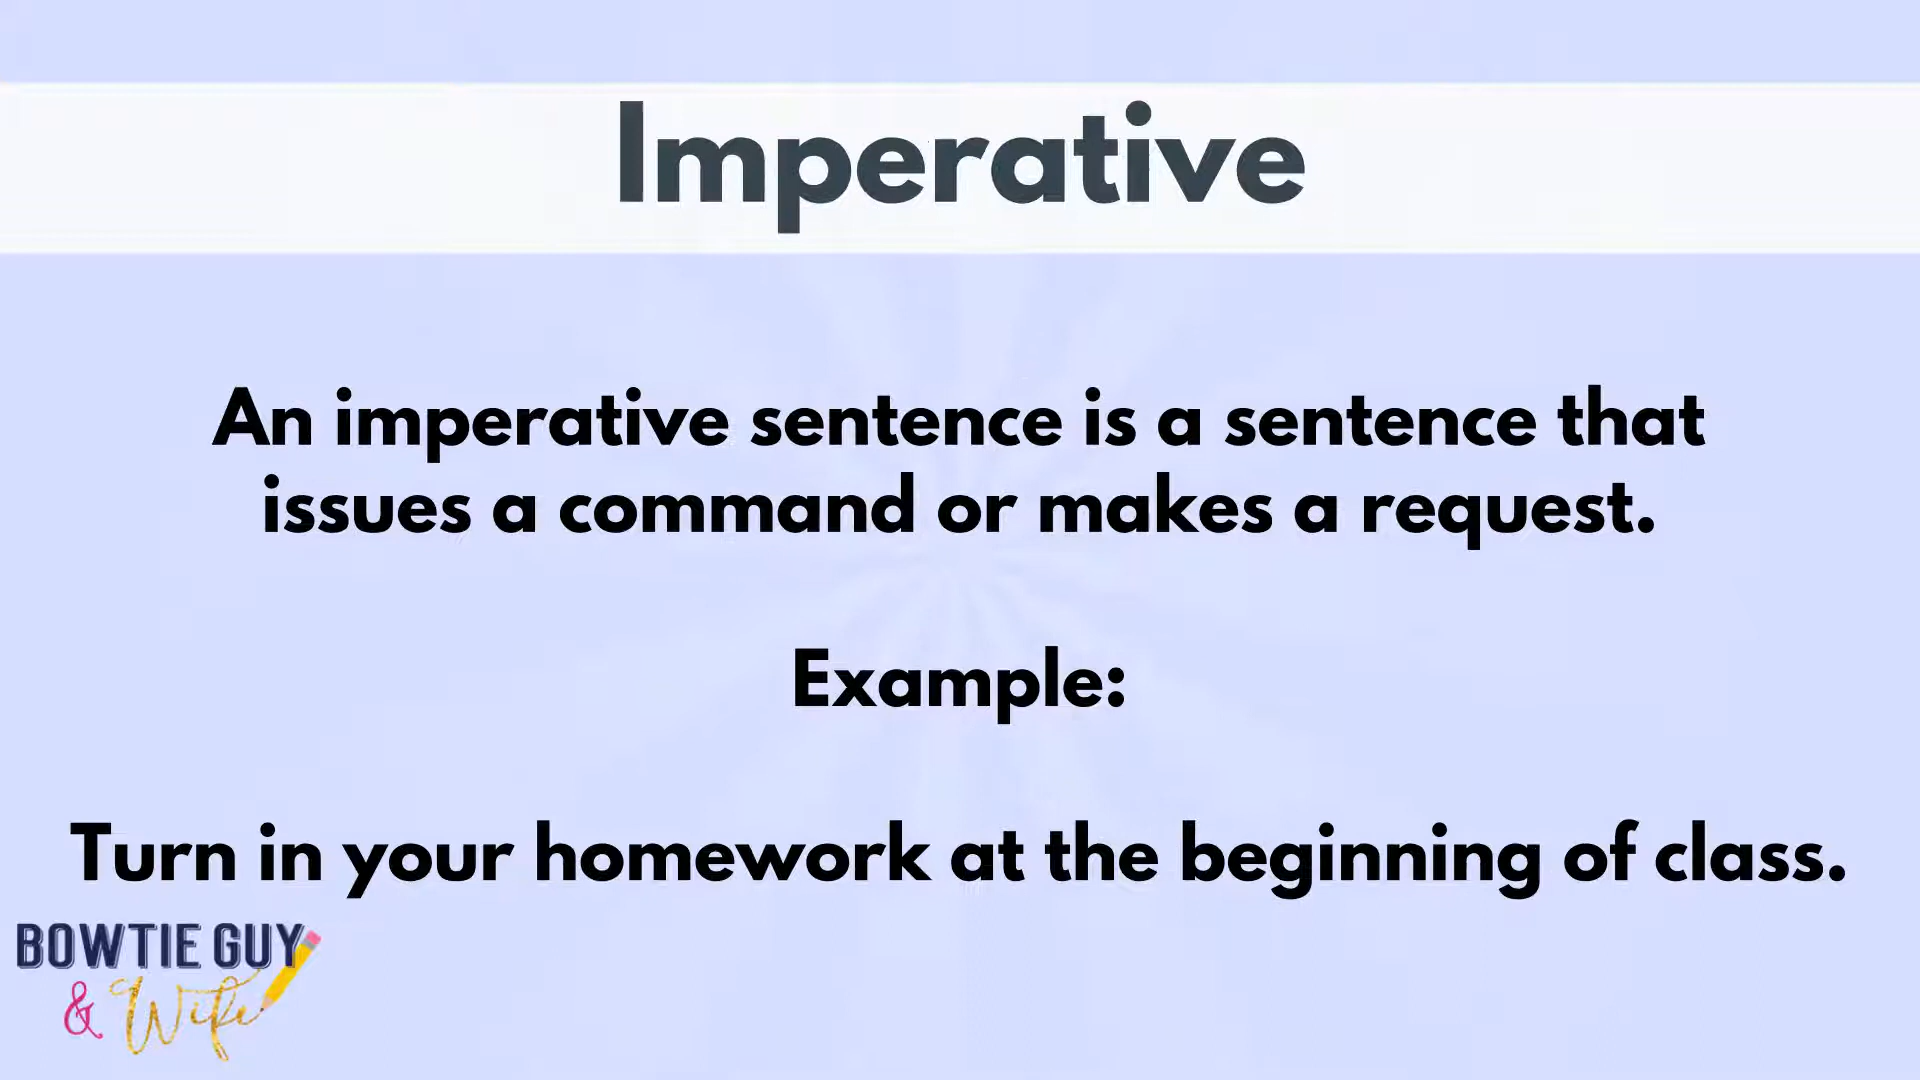 Imperative
An imperative sentence is a sentence that
issues a command or makes a request.
Example:
Turn in your homework at the beginning of class.
BOWTIE GUY
& Wife